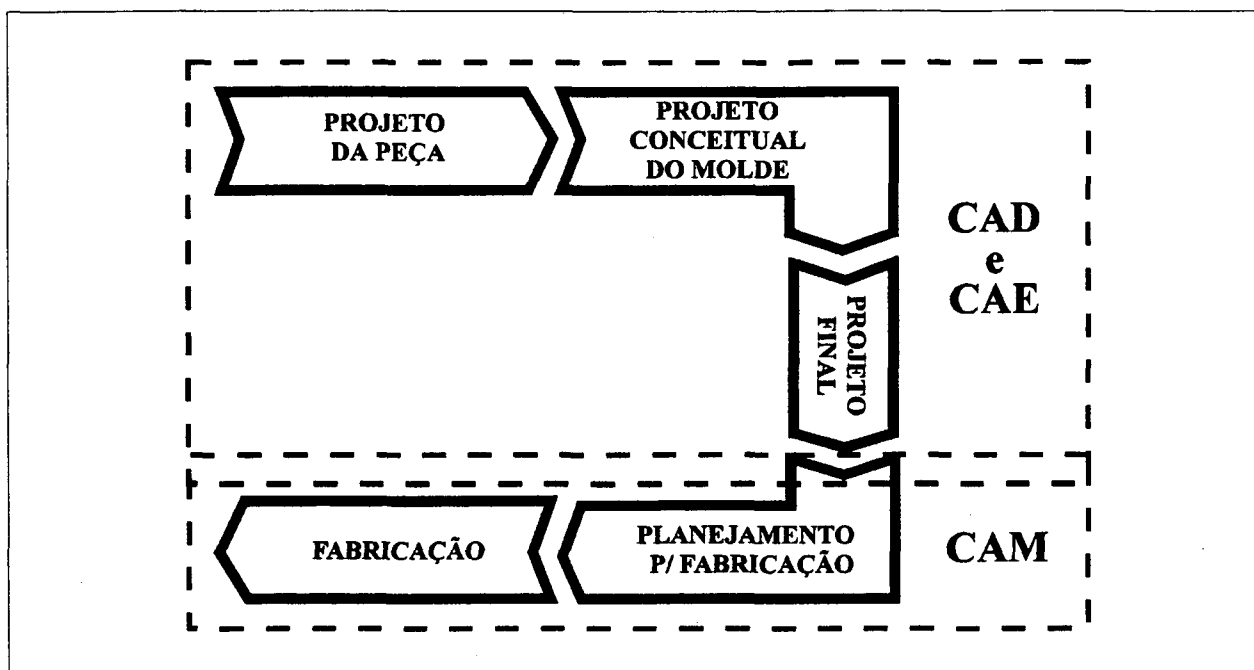 PROJETO
DA PEÇA
PROJETO
CONCEITUAL
DO MOLDE
CAD
e
CAE
PROJETO
FINAL
FABRICAÇÃO
PLANEJAMENTO
P/ FABRICAÇÃO
CAM